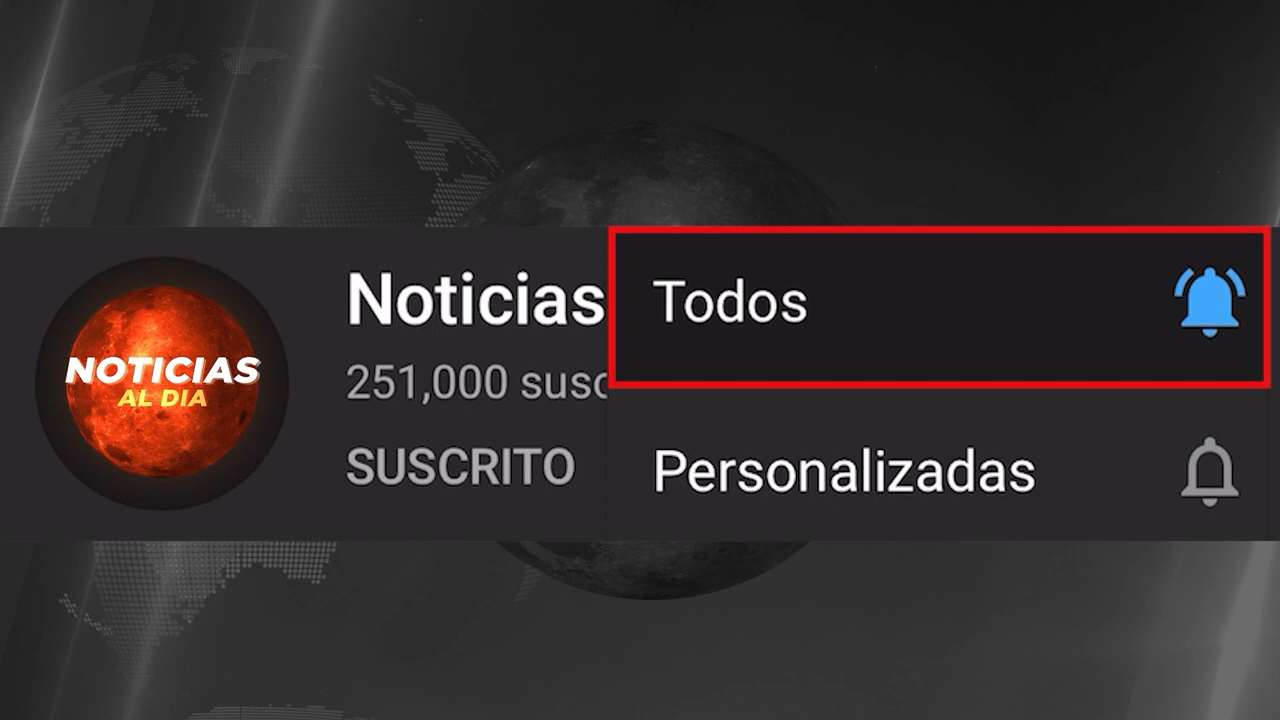 NOTICIAS
AL DIA
Noticias
251,000 susc
SUSCRITO
Todos
Personalizadas